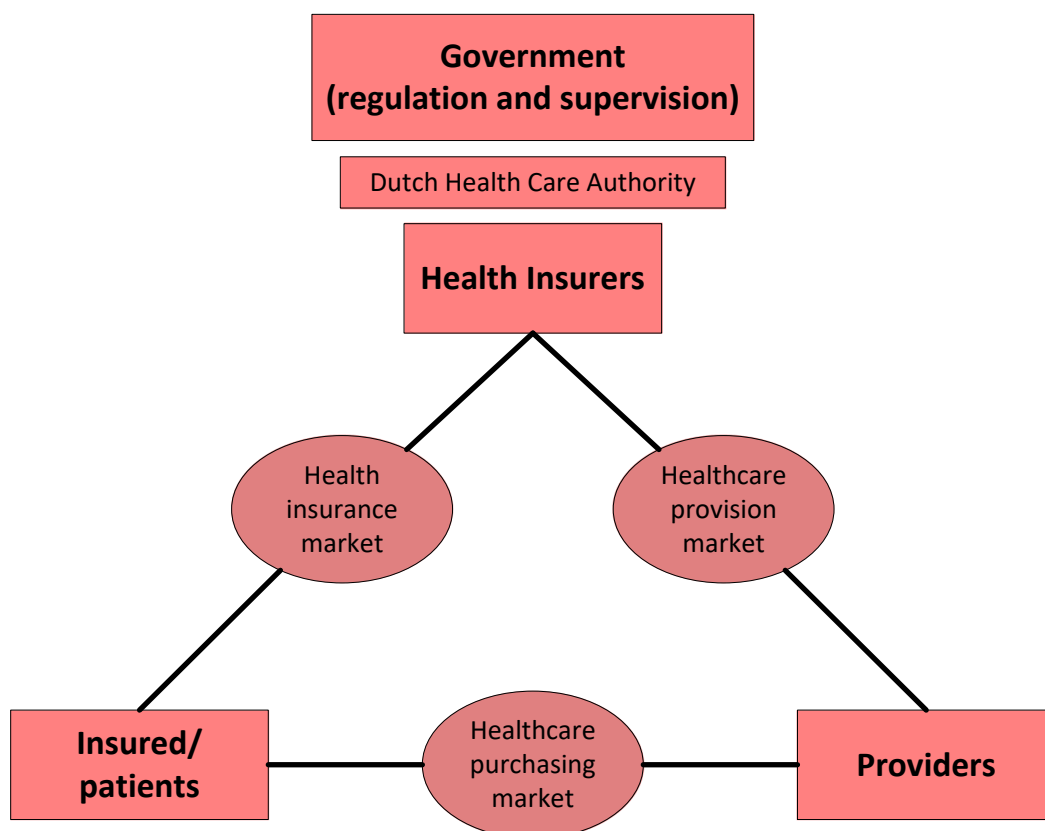 Government
(regulation and supervision)
Dutch Health Care Authority
Health Insurers
Health
insurance
market
Healthcare
provision
market
Insured/
patients
Healthcare
purchasing
market
Providers